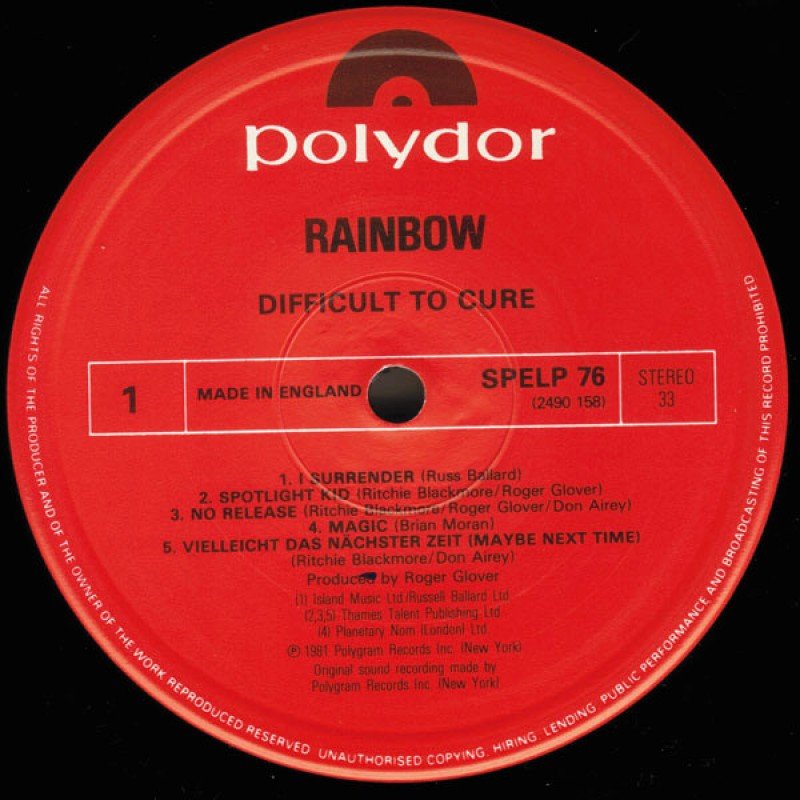 polydor
RAINBOW
DIFFICULT TO CURE
1
MADE IN ENGLAND
SPELP 76
(2490 158)
STEREO
33
1. I SURRENDER (Russ Ballard)
2. SPOTLIGHT KID (Ritchie Blackmore/Roger Glover)
3. NO RELEASE (Ritchie Blackmore/Roger Glover/Don Airey)
4. MAGIC (Brian Moran)
5. VIELLEICHT DAS NÄCHSTER ZEIT (MAYBE NEXT TIME)
(Ritchie Blackmore/Don Airey)
Produced by Roger Glover
(1) Island Music Ltd/Russell Ballard Ltd
(2,3,5) Thames Talent Publishing Ltd
(4) Planetary Nom (London) Ltd.
℗ 1981 Polygram Records Inc. (New York)
Original sound recording made by
Polygram Records Inc. (New York)
ALL RIGHTS OF THE PRODUCER AND OF THE OWNER OF THE WORK REPRODUCED RESERVED. UNAUTHORISED COPYING, HIRING, LENDING, PUBLIC PERFORMANCE AND BROADCASTING OF THIS RECORD PROHIBITED